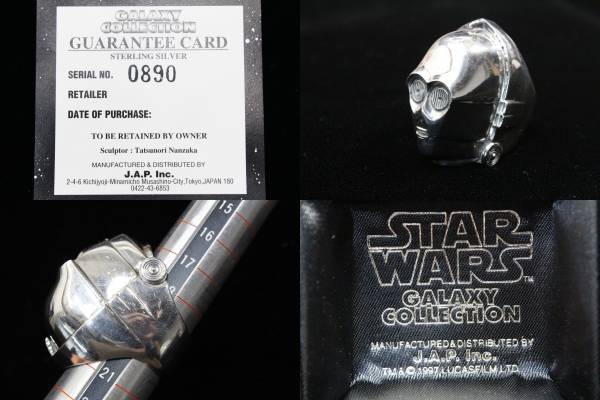 GALAXY
COLLECTION
GUARANTEE CARD
STERLING SILVER
SERIAL NO. 0890
RETAILER
DATE OF PURCHASE:
TO BE RETAINED BY OWNER
Sculptor : Tatsunori Nanzaka
MANUFACTURED & DISTRIBUTED BY
J.A.P. Inc.
2-4-6 Kichijyoji-Minamicho Musashino-City,Tokyo,JAPAN 180
0422-43-6853
15
16
17
21
STAR
WARS TM
GALAXY
COLLECTION
MANUFACTURED&DISTRIBUTED BY
J.A.P. Inc.
TM&©1997 LUCASFILM LTD.